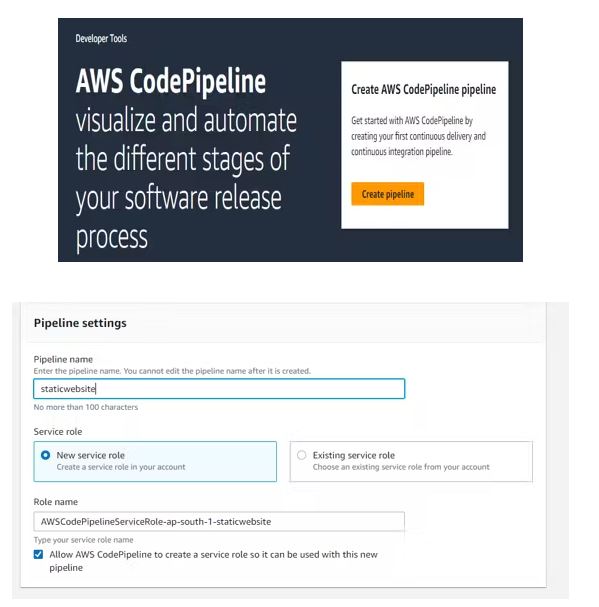 Developer Tools
AWS CodePipeline
visualize and automate
the different stages of
your software release
process
Create AWS CodePipeline pipeline
Get started with AWS CodePipeline by
creating your first continuous delivery and
continuous integration pipeline.
Create pipeline
Pipeline settings
Pipeline name
Enter the pipeline name. You cannot edit the pipeline name after it is created.
staticwebsite
No more than 100 characters
Service role
New service role
Create a service role in your account
Existing service role
Choose an existing service role from your account
Role name
AWSCodePipelineServiceRole-ap-south-1-staticwebsite
Type your service role name
Allow AWS CodePipeline to create a service role so it can be used with this new
pipeline